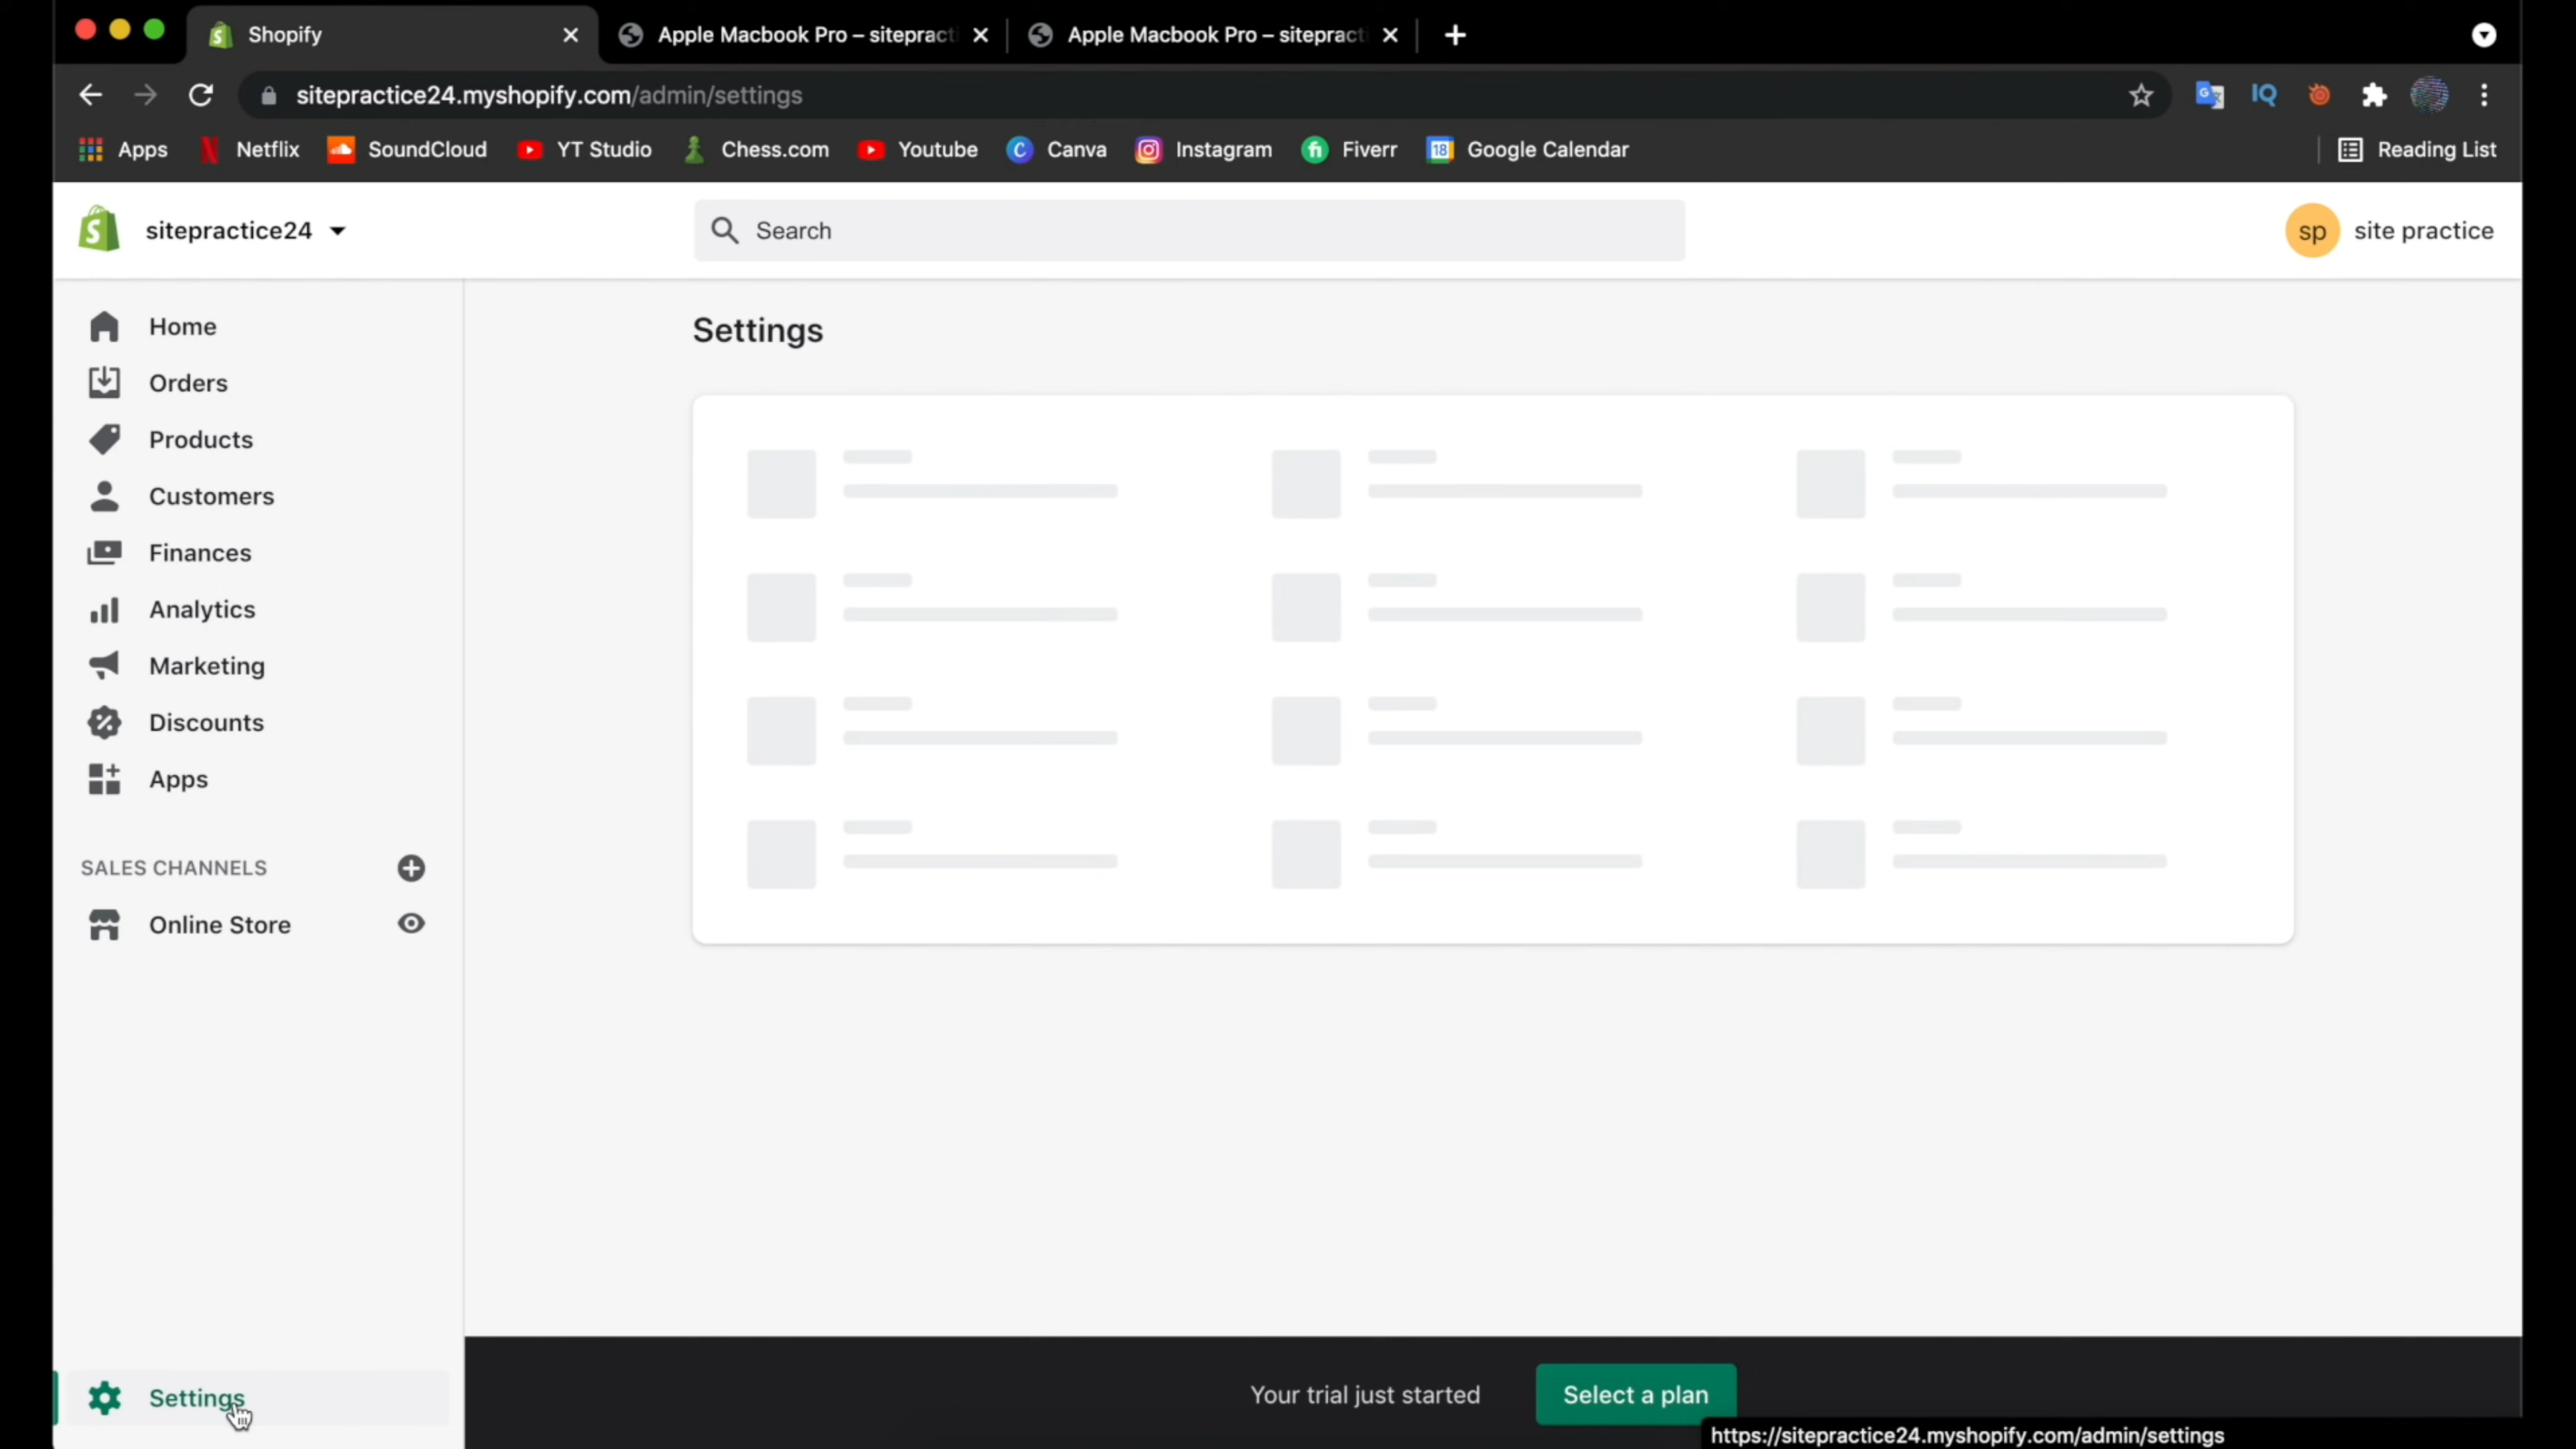 Shopify
Apple Macbook Pro – sitepract
Apple Macbook Pro – sitepract
sitepractice24.myshopify.com/admin/settings
Apps
Netflix
SoundCloud
YT Studio
Chess.com
Youtube
Canva
Instagram
Fiverr
18
Google Calendar
Reading List
sitepractice24
Search
sp
site practice
Home
Orders
Products
Customers
Finances
Analytics
Marketing
Discounts
Apps
SALES CHANNELS
Online Store
Settings
Settings
Your trial just started
Select a plan
https://sitepractice24.myshopify.com/admin/settings